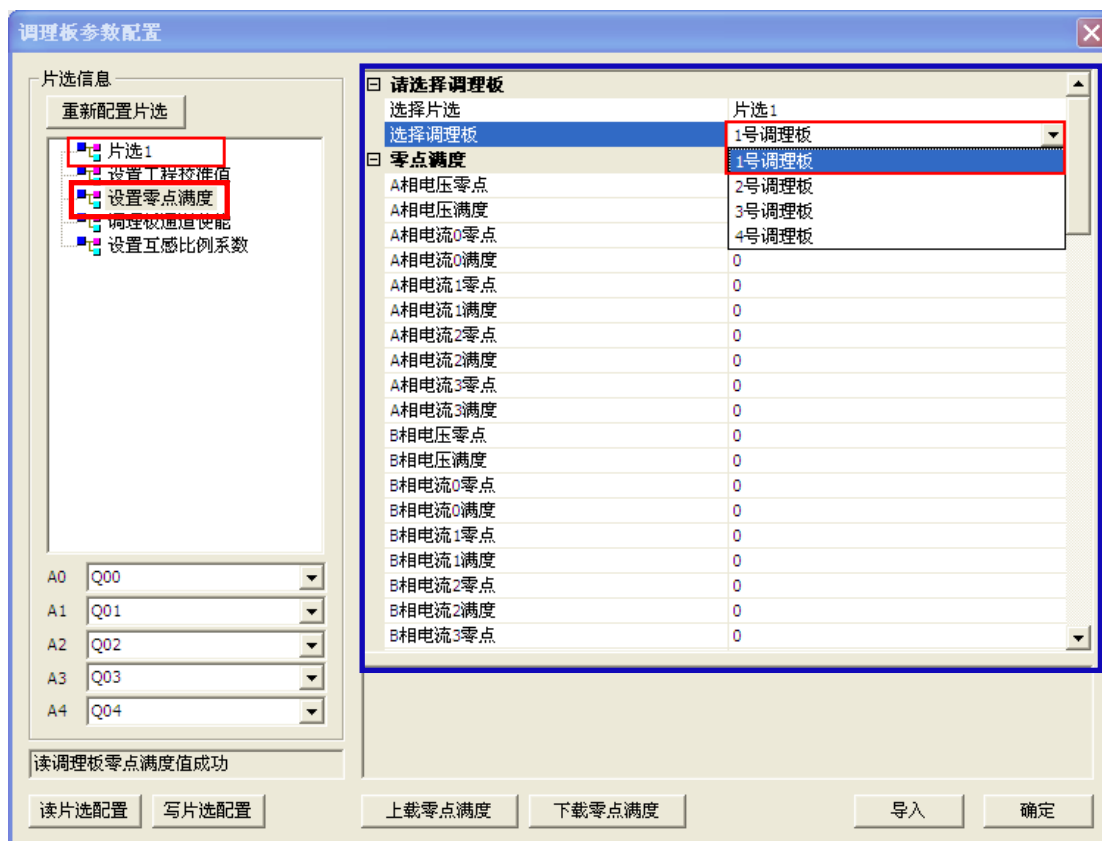 调理板参数配置
片选信息
重新配置片选
片选1
设置工程校准值
设置零点满度
调理板通道使能
设置互感比例系数
A0 Q00
A1 Q01
A2 Q02
A3 Q03
A4 Q04
读调理板零点满度值成功
读片选配置 写片选配置
请选择调理板
选择片选 片选1
选择调理板 1号调理板
1号调理板
2号调理板
3号调理板
4号调理板
零点满度
A相电压零点
A相电压满度
A相电流0零点
A相电流0满度 0
A相电流1零点 0
A相电流1满度 0
A相电流2零点 0
A相电流2满度 0
A相电流3零点 0
A相电流3满度 0
B相电压零点 0
B相电压满度 0
B相电流0零点 0
B相电流0满度 0
B相电流1零点 0
B相电流1满度 0
B相电流2零点 0
B相电流2满度 0
B相电流3零点 0
上载零点满度 下载零点满度 导入 确定